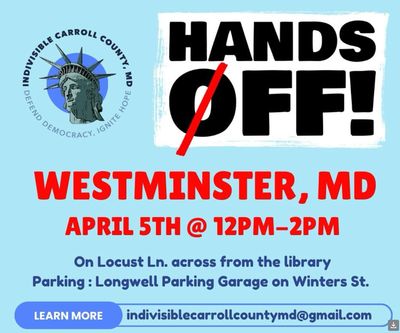 INDIVISIBLE CARROLL COUNTY, MD
DEFEND DEMOCRACY, IGNITE HOPE
HANDS
OFF!
WESTMINSTER, MD
APRIL 5TH @ 12PM-2PM
On Locust Ln. across from the library
Parking : Longwell Parking Garage on Winters St.
LEARN MORE
indivisiblecarrollcountymd@gmail.com